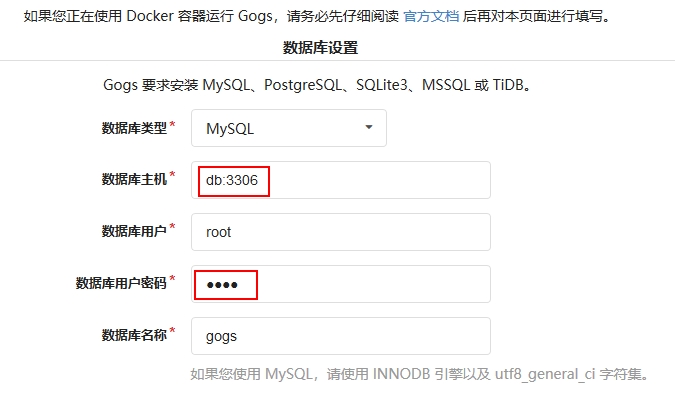 如果您正在使用 Docker 容器运行 Gogs，请务必先仔细阅读 官方文档 后再对本页面进行填写。
数据库设置
Gogs 要求安装 MySQL、PostgreSQL、SQLite3、MSSQL 或 TiDB。
数据库类型* MySQL
数据库主机* db:3306
数据库用户* root
数据库用户密码* ••••
数据库名称* gogs
如果您使用 MySQL，请使用 INNODB 引擎以及 utf8_general_ci 字符集。